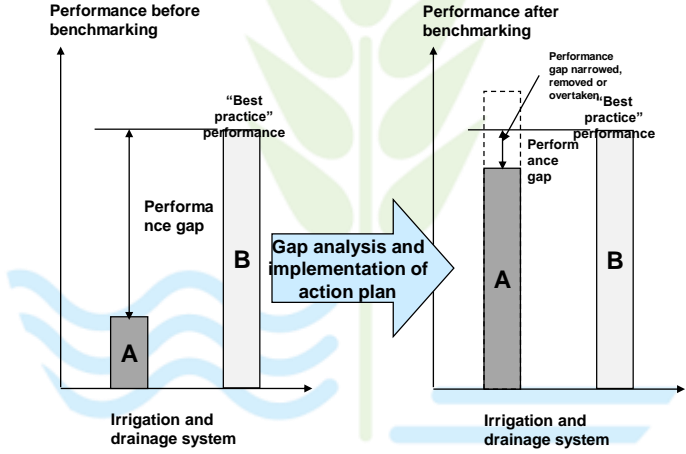 Performance before
benchmarking
“Best
practice”
performance
Performa
nce gap
A
B
Irrigation and
drainage system
Gap analysis and
implementation of
action plan
Performance after
benchmarking
Performance
gap narrowed,
removed or
overtaken
“Best
practice”
performance
Perform
ance
gap
A
B
Irrigation and
drainage system